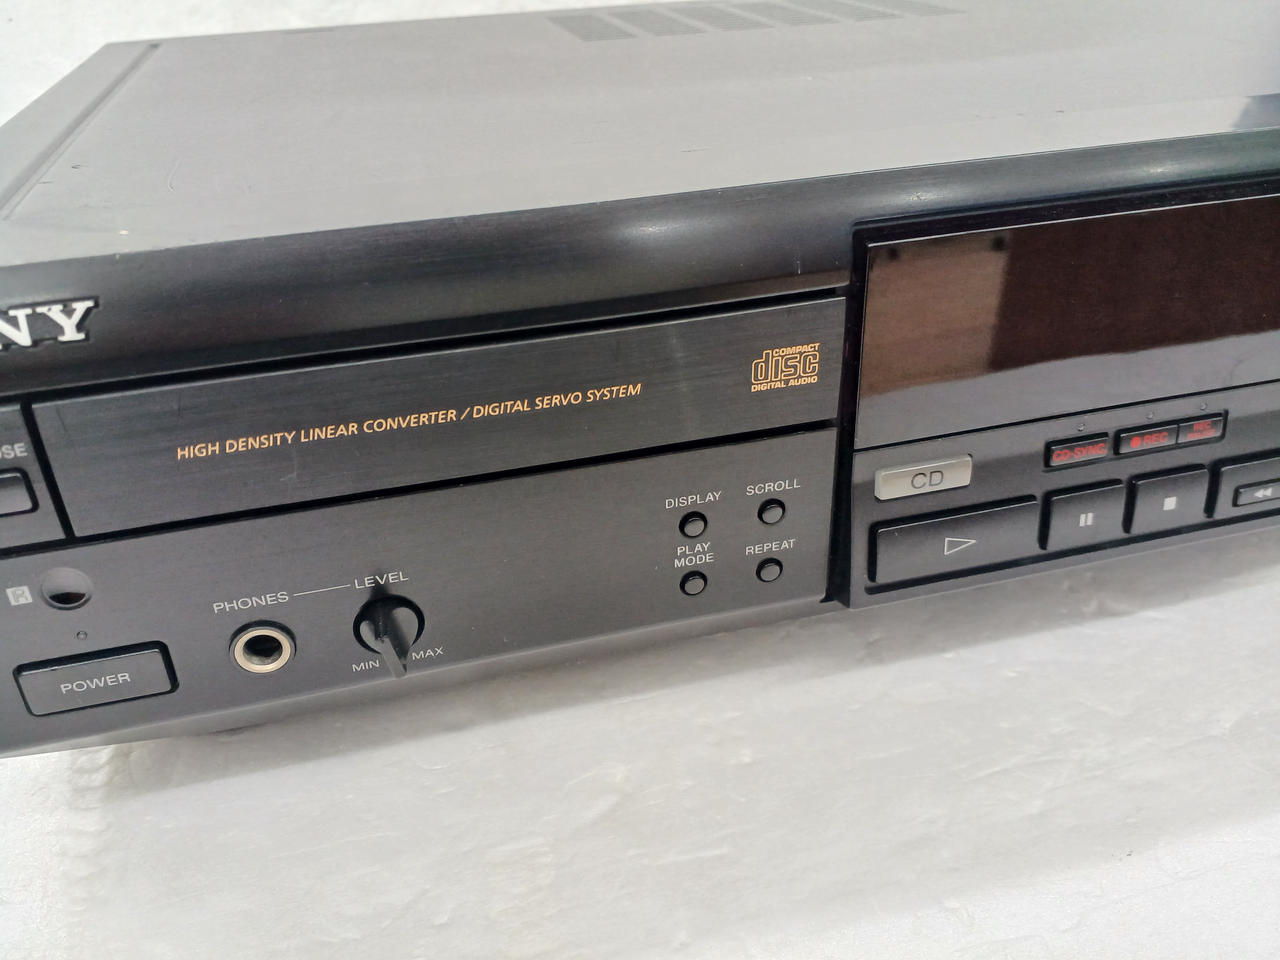 NY
HIGH DENSITY LINEAR CONVERTER / DIGITAL SERVO SYSTEM
COMPACT
disc
DIGITAL AUDIO
OSE
R
PHONES
LEVEL
MIN
MAX
POWER
DISPLAY
SCROLL
PLAY
MODE
REPEAT
CD
CD-SYNC
REC
REC